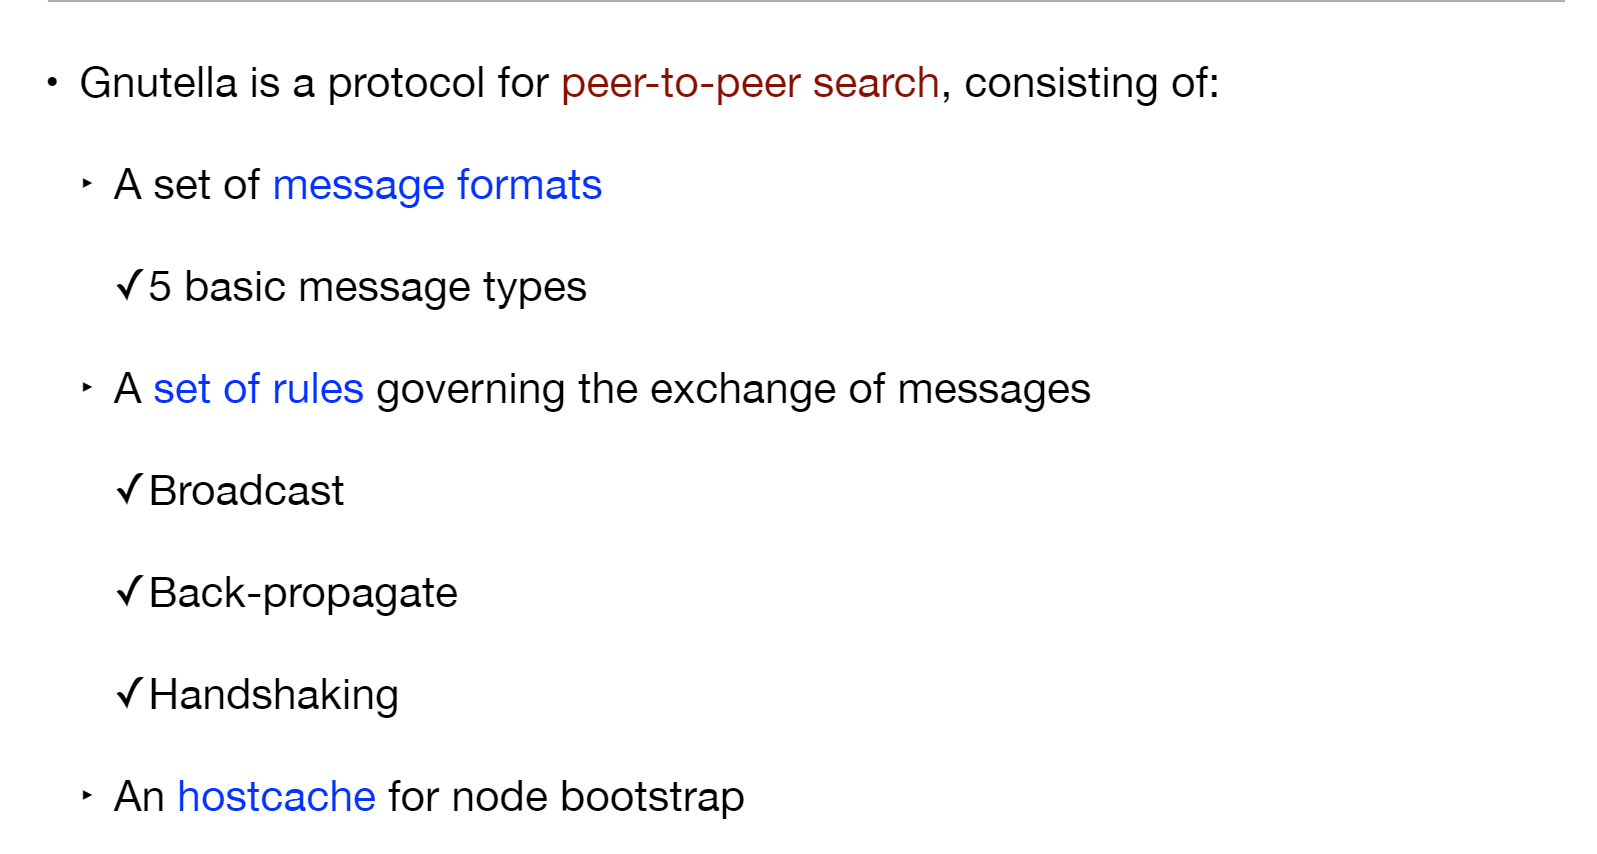 • Gnutella is a protocol for peer-to-peer search, consisting of:
‣ A set of message formats
✓5 basic message types
‣ A set of rules governing the exchange of messages
✓Broadcast
✓Back-propagate
✓Handshaking
‣ An hostcache for node bootstrap